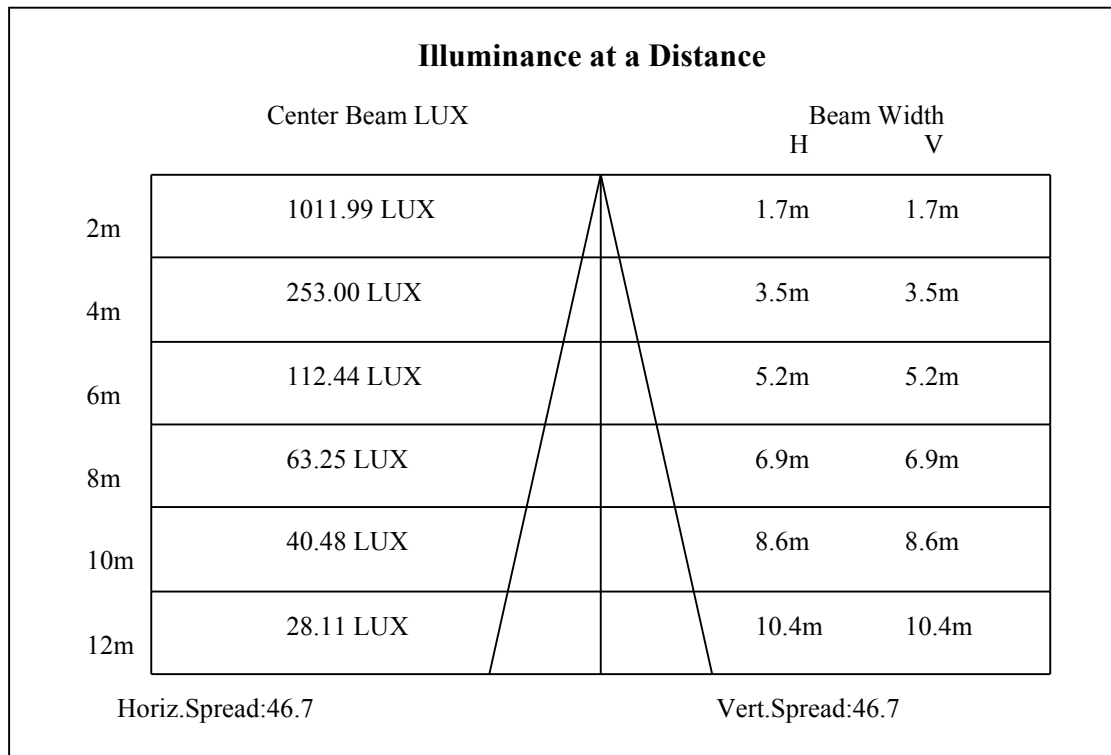 Illuminance at a Distance
Center Beam LUX Beam Width
H V
2m 1011.99 LUX 1.7m 1.7m
4m 253.00 LUX 3.5m 3.5m
6m 112.44 LUX 5.2m 5.2m
8m 63.25 LUX 6.9m 6.9m
10m 40.48 LUX 8.6m 8.6m
12m 28.11 LUX 10.4m 10.4m
Horiz.Spread:46.7 Vert.Spread:46.7